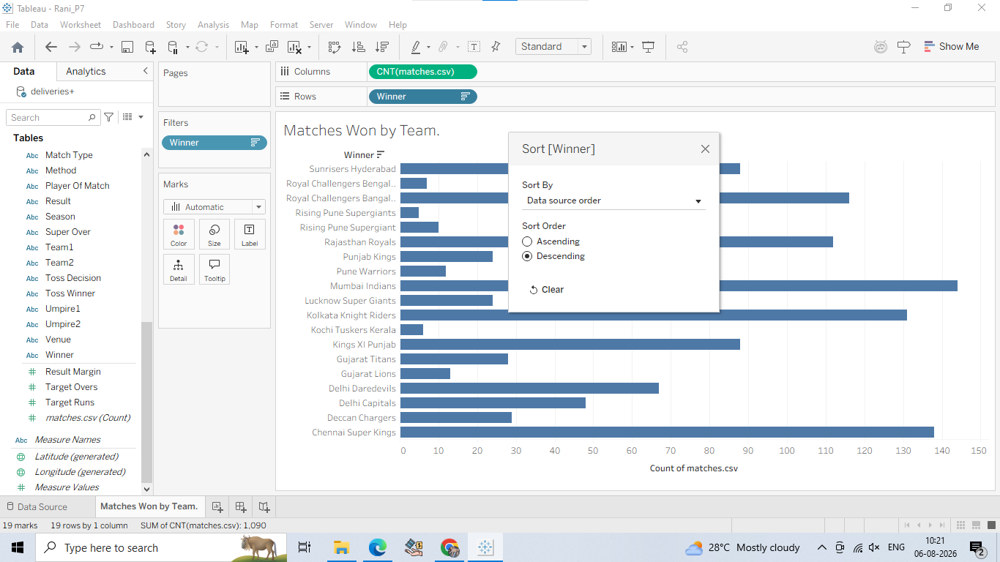 Tableau - Rani_P7
File Data Worksheet Dashboard Story Analysis Map Format Server Window Help
Standard
Show Me
Data Analytics
deliveries+
Search
Tables
Abc Match Type
Abc Method
Abc Player Of Match
Abc Result
Abc Season
Abc Super Over
Abc Team1
Abc Team2
Abc Toss Decision
Abc Toss Winner
Abc Umpire1
Abc Umpire2
Abc Venue
Abc Winner
# Result Margin
# Target Overs
# Target Runs
# matches.csv (Count)
Abc Measure Names
Latitude (generated)
Longitude (generated)
# Measure Values
Pages
Filters
Winner
Marks
Automatic
Color Size Label
Detail Tooltip
Columns CNT(matches.csv)
Rows Winner
Matches Won by Team.
Winner
Sunrisers Hyderabad
Royal Challengers Bengal..
Royal Challengers Bangal..
Rising Pune Supergiants
Rising Pune Supergiant
Rajasthan Royals
Punjab Kings
Pune Warriors
Mumbai Indians
Lucknow Super Giants
Kolkata Knight Riders
Kochi Tuskers Kerala
Kings XI Punjab
Gujarat Titans
Gujarat Lions
Delhi Daredevils
Delhi Capitals
Deccan Chargers
Chennai Super Kings
0 10 20 30 40 50 60 70 80 90 100 110 120 130 140 150
Count of matches.csv
Sort [Winner]
Sort By
Data source order
Sort Order
Ascending
Descending
Clear
Data Source Matches Won by Team.
19 marks 19 rows by 1 column SUM of CNT(matches.csv): 1,090
Type here to search
28°C Mostly cloudy
ENG
10:21
06-08-2026
2